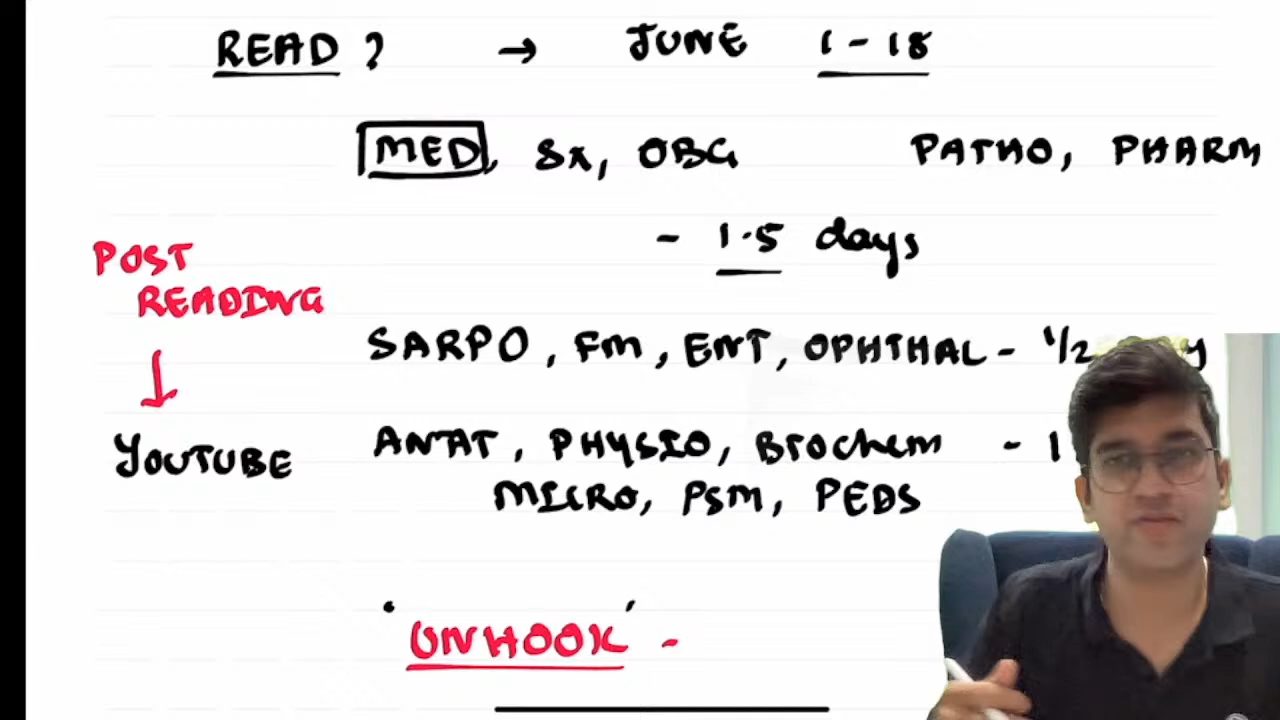 READ ? → JUNE 1-18
MED, Sx, OBG PATHO, PHARM
- 1.5 days
POST
READING
SARPO, FM, ENT, OPHTHAL - 1/2
ANAT, PHYSIO, BIOchem - 1
MICRO, PSM, PEDS
YOUTUBE
'UNHOOK' -